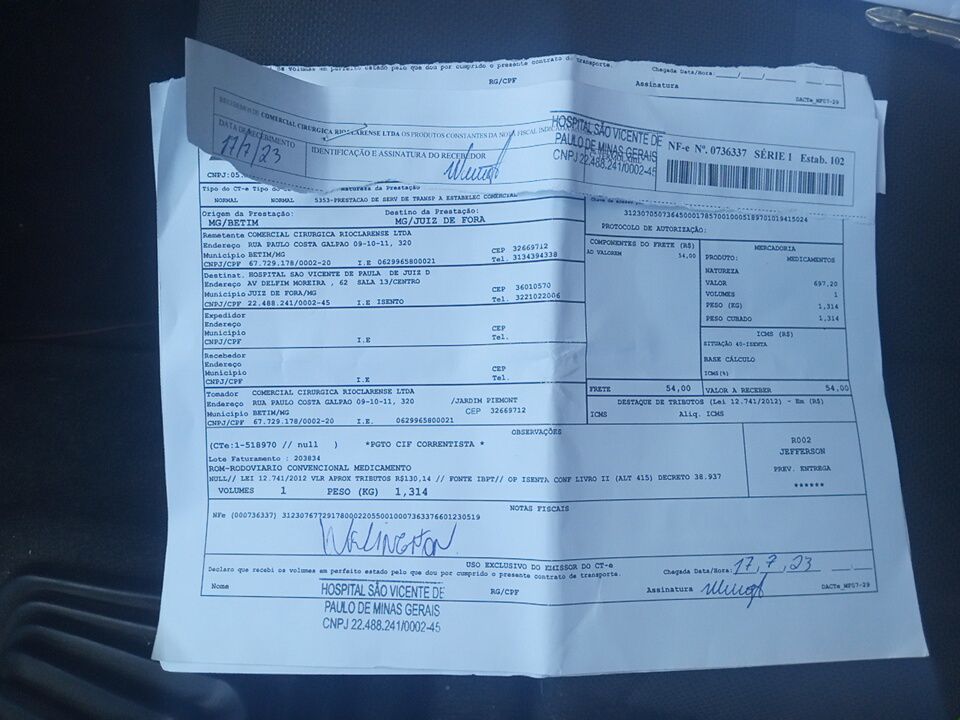 os volumes em perfeito estado pelo que dou por cumprido o presente contrato de transporte.
Chegada Data/Hora: __/__/__ __:__
RG/CPF
Assinatura
DACTe_MP07-29
RECEBEMOS DE COMERCIAL CIRURGICA RIOCLARENSE LTDA OS PRODUTOS CONSTANTES DA NOTA FISCAL INDICADA
DATA DE RECEBIMENTO
17/7/23
IDENTIFICAÇÃO E ASSINATURA DO RECEBEDOR
HOSPITAL SÃO VICENTE DE
PAULO DE MINAS GERAIS
CNPJ 22.488.241/0002-45
NF-e Nº. 0736337 SÉRIE 1 Estab. 102
CNPJ:05.
Tipo do CT-e Tipo do
Natureza da Prestação
NORMAL NORMAL 5353-PRESTACAO DE SERV DE TRANSP A ESTABELEC COMERCIAL
PROTOCOLO DE AUTORIZAÇÃO:
Origem da Prestação:
MG/BETIM
Destino da Prestação:
MG/JUIZ DE FORA
Remetente COMERCIAL CIRURGICA RIOCLARENSE LTDA
Endereço RUA PAULO COSTA GALPAO 09-10-11, 320 CEP 32669712
Município BETIM/MG Tel. 3134394338
CNPJ/CPF 67.729.178/0002-20 I.E 0629965800021
Destinat. HOSPITAL SAO VICENTE DE PAULA DE JUIZ D
Endereço AV DELFIM MOREIRA , 62 SALA 13/CENTRO
Município JUIZ DE FORA/MG CEP 36010570
CNPJ/CPF 22.488.241/0002-45 I.E ISENTO Tel. 3221022006
Expedidor
Endereço CEP
Município Tel.
CNPJ/CPF I.E
Recebedor
Endereço CEP
Município Tel.
CNPJ/CPF I.E
Tomador COMERCIAL CIRURGICA RIOCLARENSE LTDA
Endereço RUA PAULO COSTA GALPAO 09-10-11, 320 /JARDIM PIEMONT
Município BETIM/MG CEP 32669712
CNPJ/CPF 67.729.178/0002-20 I.E. 0629965800021
COMPONENTES DO FRETE (R$)
AD VALOREM 54,00
MERCADORIA
PRODUTO: MEDICAMENTOS
NATUREZA
VALOR 697,20
VOLUMES 1
PESO (KG) 1,314
PESO CUBADO 1,314
ICMS (R$)
SITUAÇÃO 40-ISENTA
BASE CÁLCULO
ICMS(%)
FRETE 54,00 VALOR A RECEBER 54,00
DESTAQUE DE TRIBUTOS (Lei 12.741/2012) - Em (R$)
ICMS Aliq. ICMS
OBSERVAÇÕES
(CTe:1-518970 // null ) *PGTO CIF CORRENTISTA *
Lote Faturamento : 203834
ROM-RODOVIARIO CONVENCIONAL MEDICAMENTO
NULL// LEI 12.741/2012 VLR APROX TRIBUTOS R$130,14 // FONTE IBPT// OP ISENTA CONF LIVRO II (ALT 415) DECRETO 38.937
VOLUMES 1 PESO (KG) 1,314
R002
JEFFERSON
PREV. ENTREGA
******
NOTAS FISCAIS
NFe (000736337) 31230767729178000220550010007363376601230519
WELINGTON
USO EXCLUSIVO DO EMISSOR DO CT-e
Declaro que recebi os volumes em perfeito estado pelo que dou por cumprido o presente contrato de transporte.
Chegada Data/Hora: 17,7,23
Nome
RG/CPF
Assinatura
DACTe_MP07-29
HOSPITAL SÃO VICENTE DE
PAULO DE MINAS GERAIS
CNPJ 22.488.241/0002-45